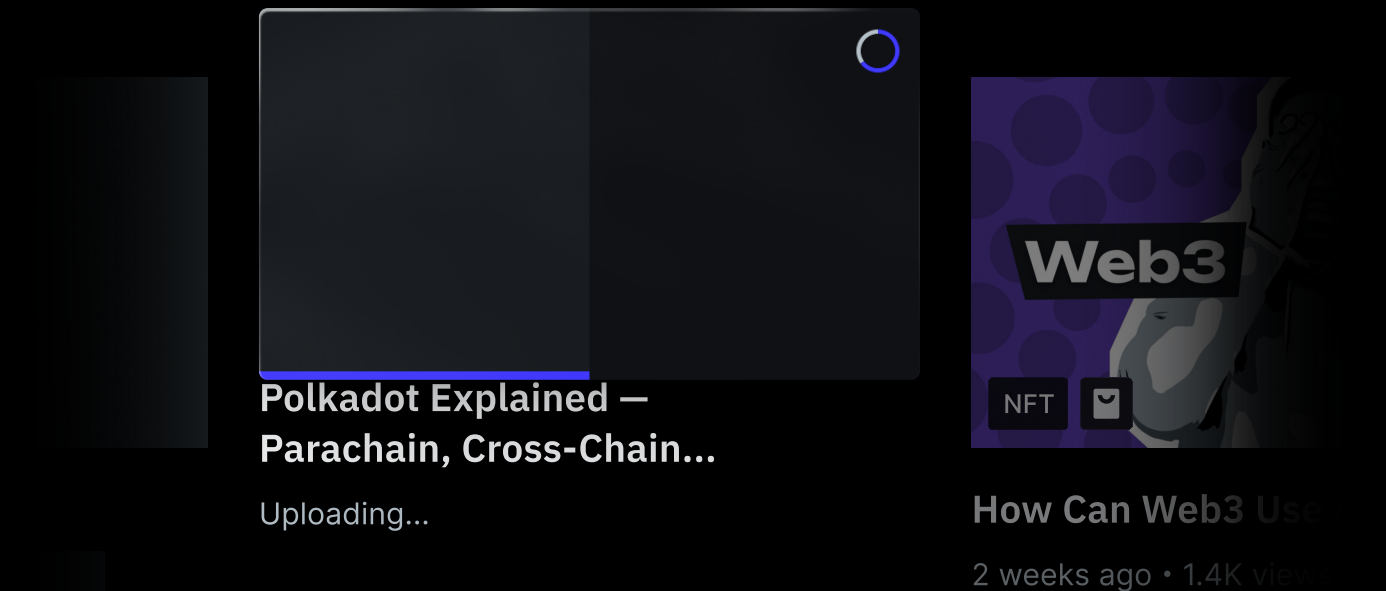 Polkadot Explained —
Parachain, Cross-Chain...
Uploading...
Web3
NFT
How Can Web3 Use
2 weeks ago • 1.4K views